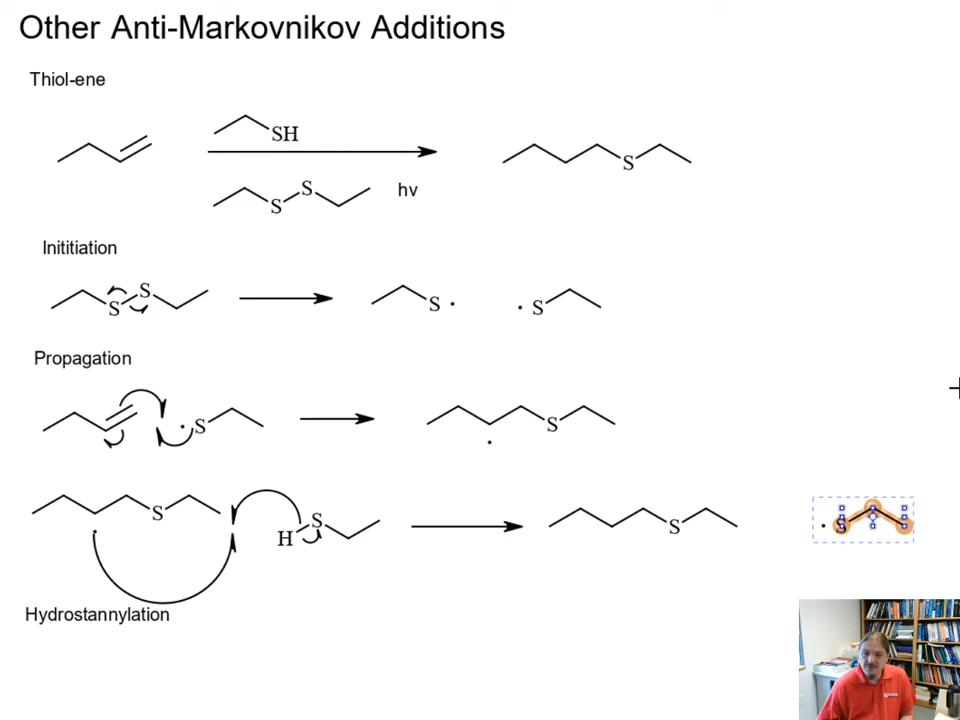 Other Anti-Markovnikov Additions
Thiol-ene
SH
S
S
hv
Inititiation
S
S
S ·
· S
Propagation
· S
S
·
S
·
H
S
S
· S
Hydrostannylation